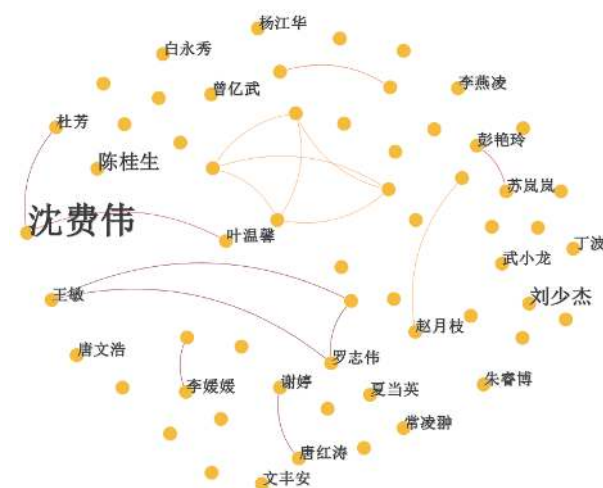 杨江华
白永秀
曾亿武
李燕凌
杜芳
彭艳玲
陈桂生
苏岚岚
沈费伟
叶温馨
丁波
武小龙
王敏
刘少杰
赵月枝
唐文浩
罗志伟
李媛媛
谢婷
夏当英
朱睿博
常凌翀
唐红涛
文丰安